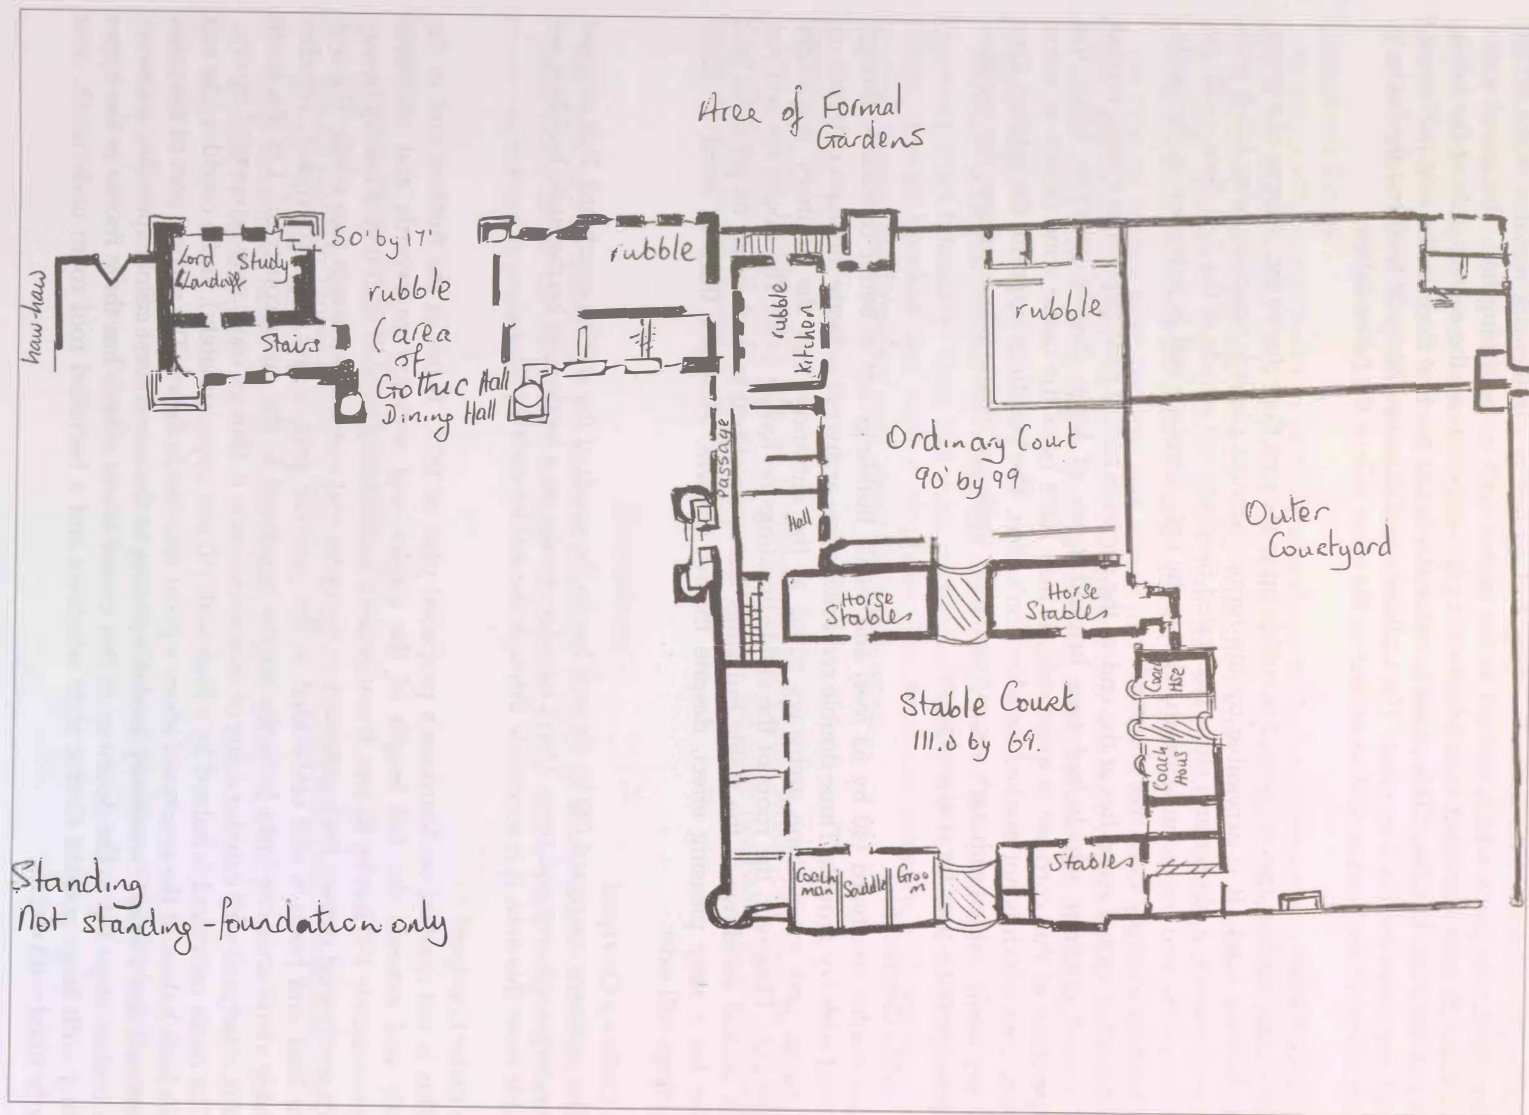 Area of Formal
Gardens
haw-haw
Lord
Llandaff
Study
50' by 17'
Stairs
rubble
(area
of
Gothic Hall
Dining Hall
rubble
rubble
Kitchen
rubble
Passage
Hall
Ordinary Court
90' by 99
Outer
Courtyard
Horse
Stables
Horse
Stables
Coach
Hse
Stable Court
111.0 by 69.
Coach
Hous
Coach
man
Saddle
Groo
m
Stables
Standing
Not standing - foundation only